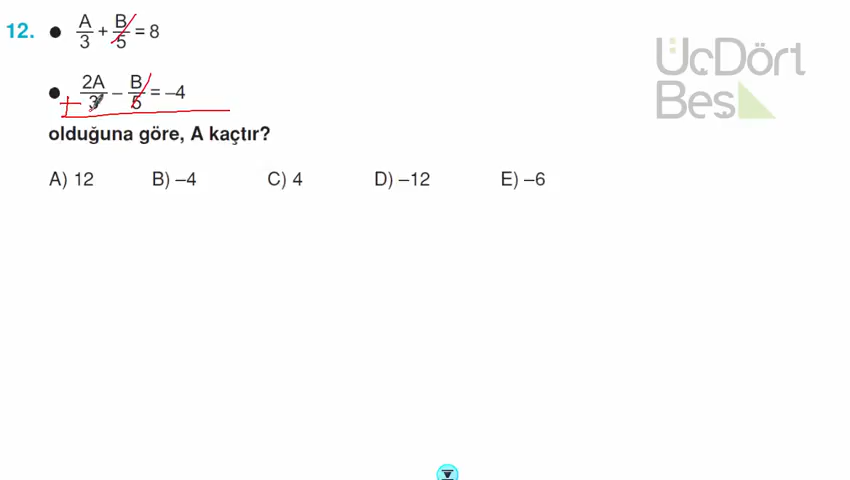 12. ● A/3 + B/5 = 8
● 2A/3 – B/5 = –4
+
olduğuna göre, A kaçtır?
A) 12 B) –4 C) 4 D) –12 E) –6
ÜçDört
Beş